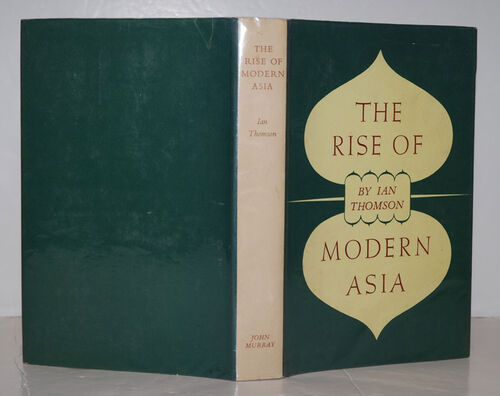 THE
RISE OF
MODERN
ASIA
Ian
Thomson
JOHN
MURRAY
THE
RISE OF
BY IAN
THOMSON
MODERN
ASIA